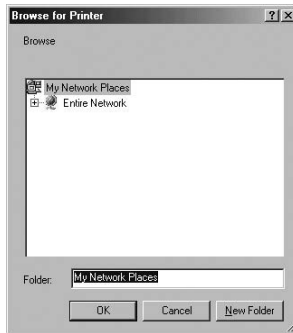 Browse for Printer
Browse
My Network Places
Entire Network
Folder: My Network Places
OK Cancel New Folder